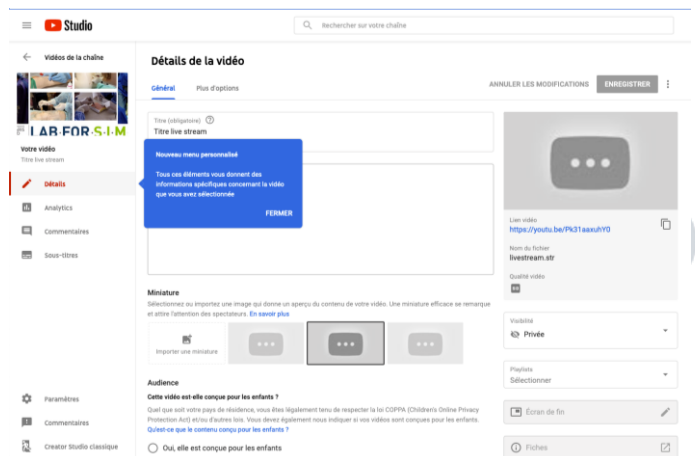 Studio
Rechercher sur votre chaîne
Vidéos de la chaîne
Détails de la vidéo
Général
Plus d'options
ANNULER LES MODIFICATIONS
ENREGISTRER
LAB·FOR·S·I·M
Votre vidéo
Titre live stream
Détails
Analytics
Commentaires
Sous-titres
Paramètres
Commentaires
Creator Studio classique
Titre (obligatoire)
Titre live stream
Nouveau menu personnalisé
Tous ces éléments vous donnent des
informations spécifiques concernant la vidéo
que vous avez sélectionnée
FERMER
Miniature
Sélectionnez ou importez une image qui donne un aperçu du contenu de votre vidéo. Une miniature efficace se remarque
et attire l'attention des spectateurs. En savoir plus
Importer une miniature
Audience
Cette vidéo est-elle conçue pour les enfants ?
Quel que soit votre pays de résidence, vous êtes légalement tenu de respecter la loi COPPA (Children's Online Privacy
Protection Act) et/ou d'autres lois. Vous devez également nous indiquer si vos vidéos sont conçues pour les enfants.
Qu'est-ce que le contenu conçu pour les enfants ?
Oui, elle est conçue pour les enfants
Lien vidéo
https://youtu.be/Pk31aaxuhY0
Nom du fichier
livestream.str
Qualité vidéo
Visibilité
Privée
Playlists
Sélectionner
Écran de fin
Fiches